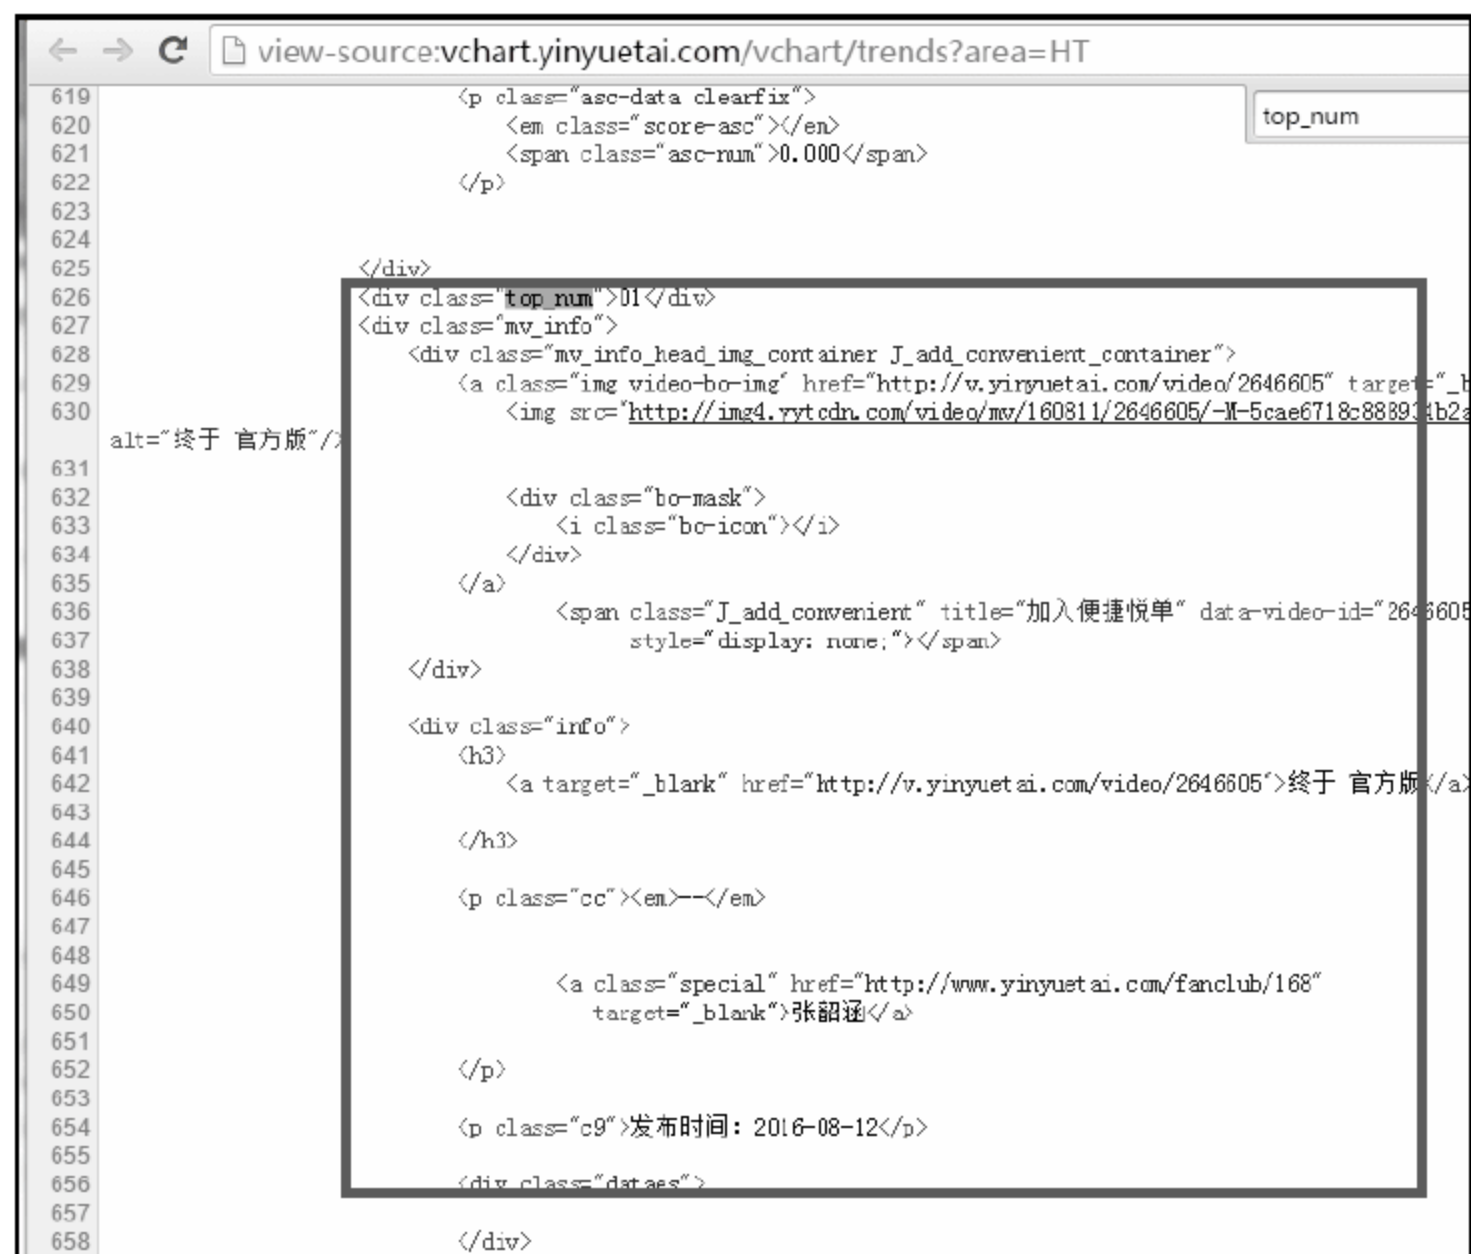 view-source:vchart.yinyuetai.com/vchart/trends?area=HT
top_num
619 <p class="asc-data clearfix">
620 <em class="score-asc"></em>
621 <span class="asc-num">0.000</span>
622 </p>
623
624
625 </div>
626 <div class="top_num">01</div>
627 <div class="mv_info">
628 <div class="mv_info_head_img_container J_add_convenient_container">
629 <a class="img video-bo-img" href="http://v.yinyuetai.com/video/2646605" target="_b
630 <img src="http://img4.yytcdn.com/video/mv/160811/2646605/-M-5cae6718c888934b2a
alt="终于 官方版"/>
631
632 <div class="bo-mask">
633 <i class="bo-icon"></i>
634 </div>
635 </a>
636 <span class="J_add_convenient" title="加入便捷悦单" data-video-id="2646605
637 style="display: none;"></span>
638 </div>
639
640 <div class="info">
641 <h3>
642 <a target="_blank" href="http://v.yinyuetai.com/video/2646605">终于 官方版</a>
643
644 </h3>
645
646 <p class="cc"><em>--</em>
647
648
649 <a class="special" href="http://www.yinyuetai.com/fanclub/168"
650 target="_blank">张韶涵</a>
651
652 </p>
653
654 <p class="c9">发布时间：2016-08-12</p>
655
656 <div class="dataes">
657
658 </div>